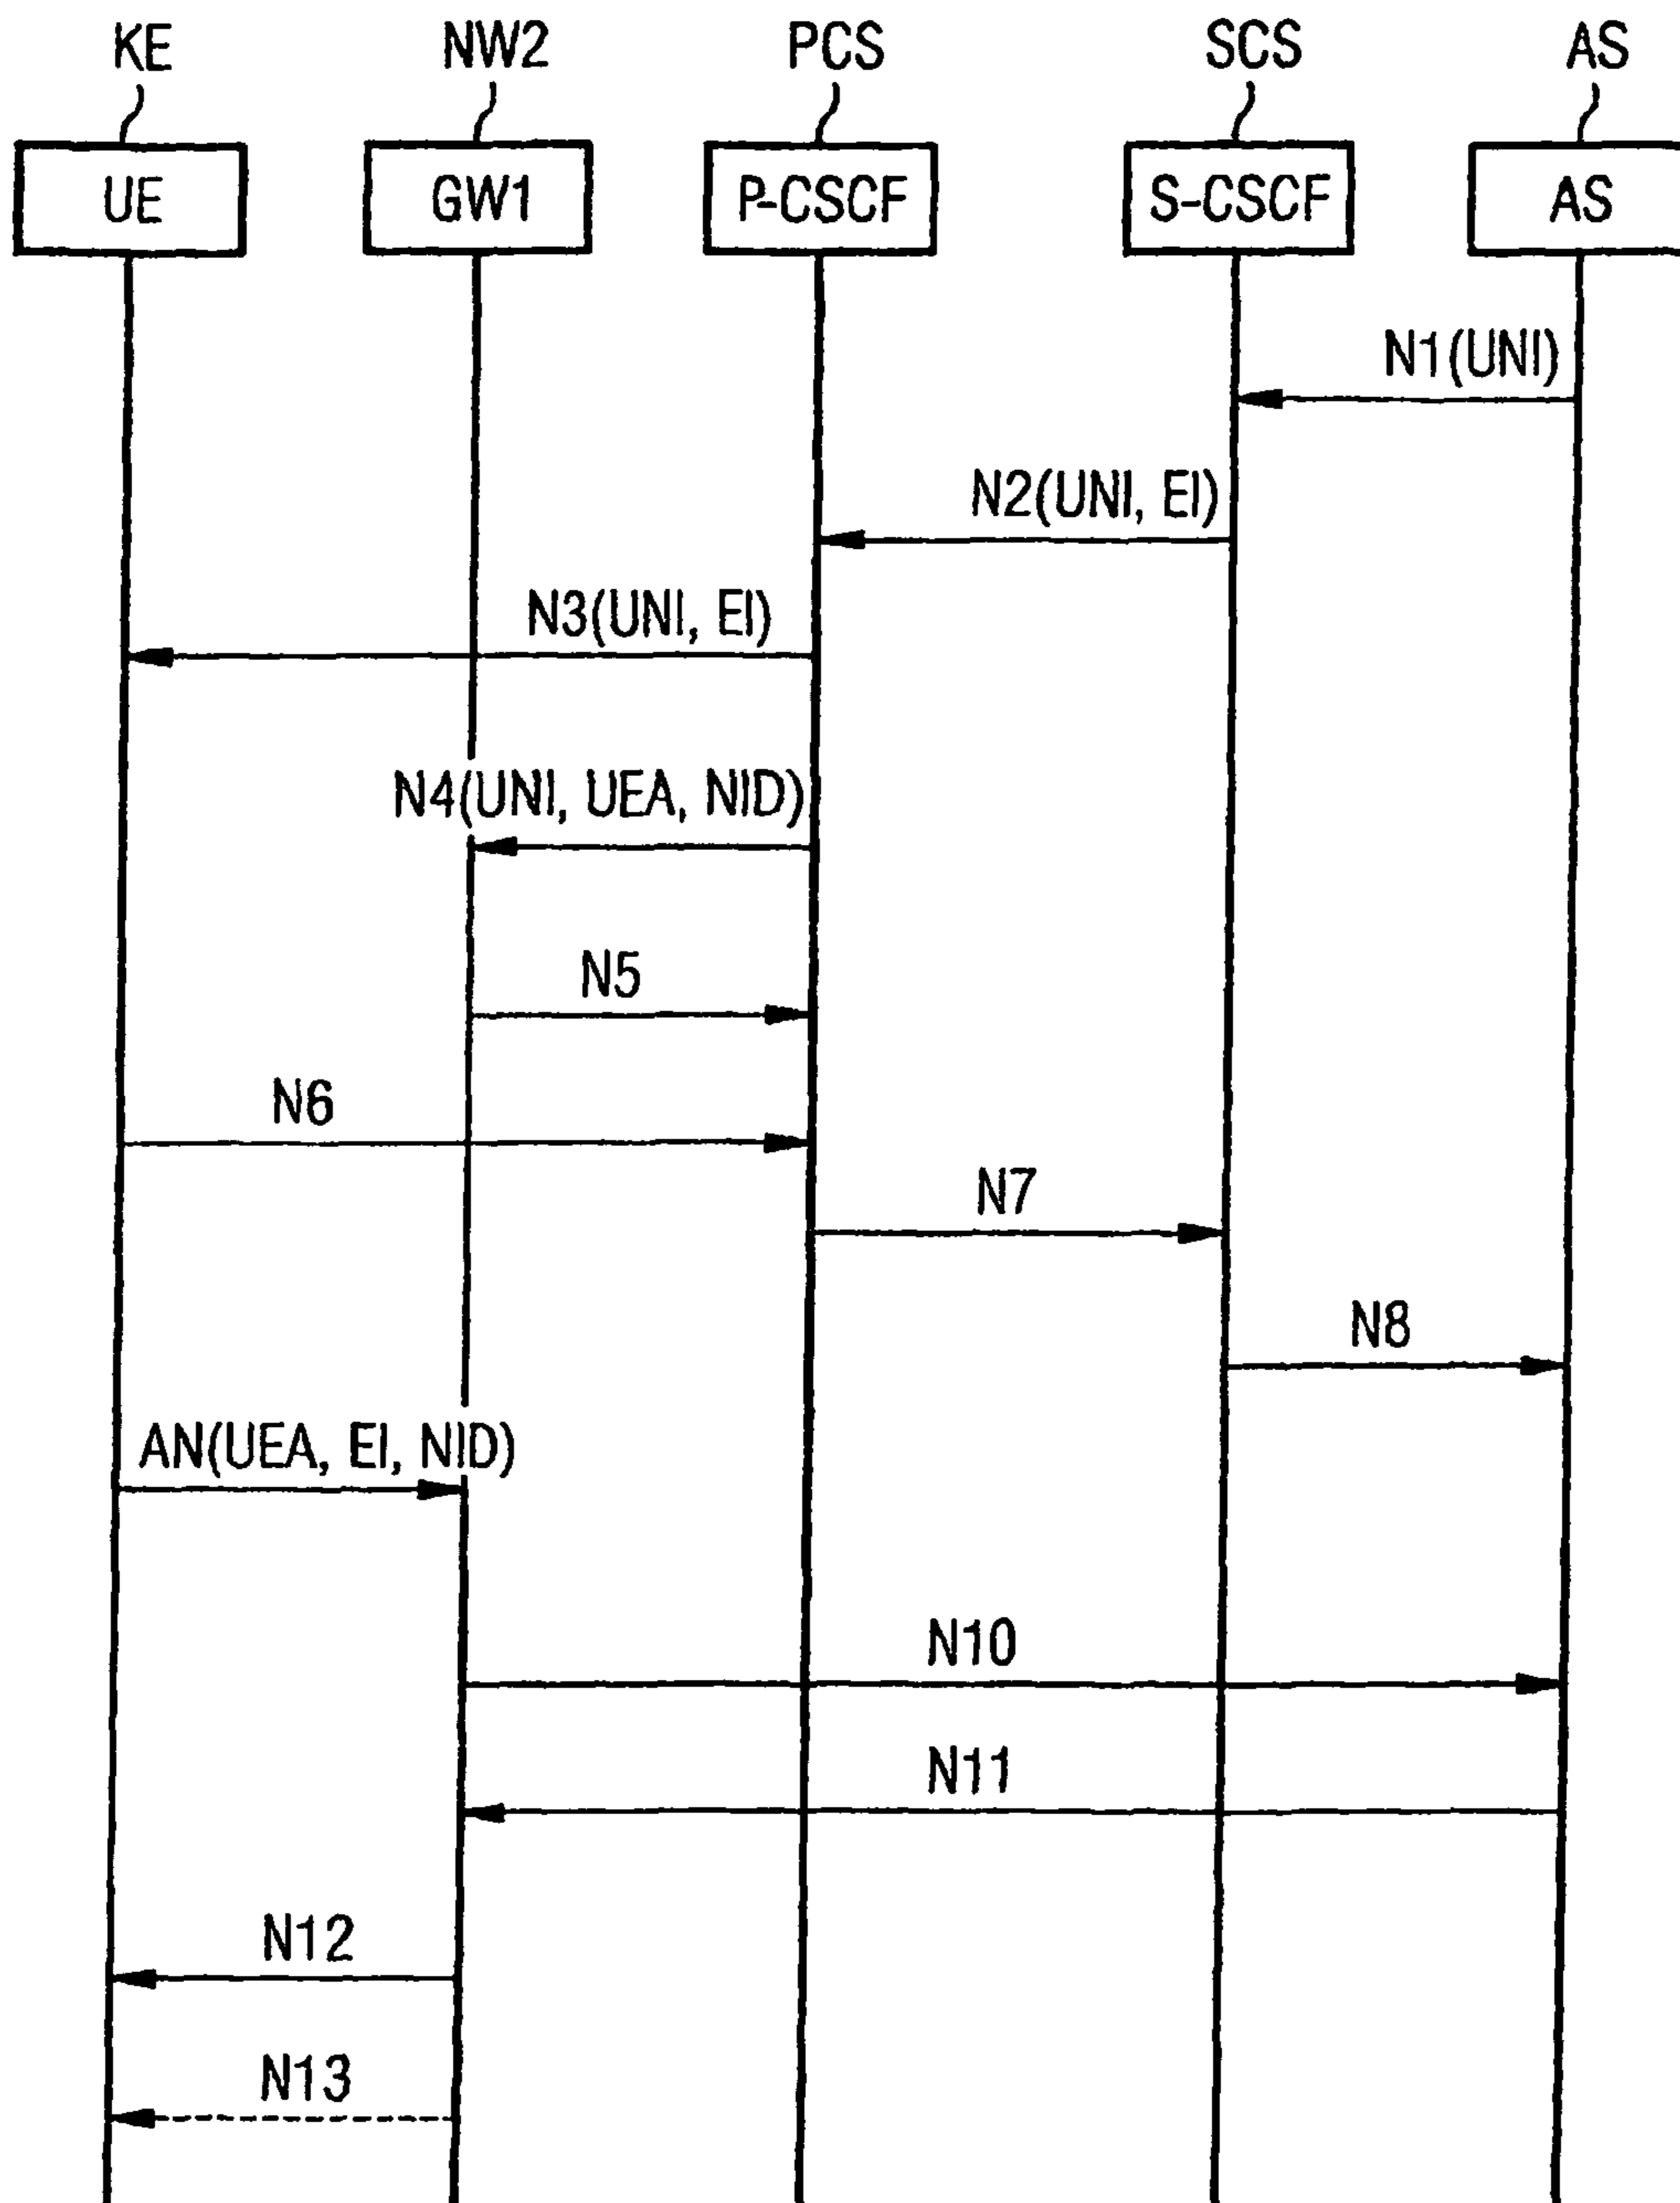 KE NW2 PCS SCS AS
UE GW1 P-CSCF S-CSCF AS
N1(UNI)
N2(UNI, EI)
N3(UNI, EI)
N4(UNI, UEA, NID)
N5
N6
N7
N8
AN(UEA, EI, NID)
N10
N11
N12
N13